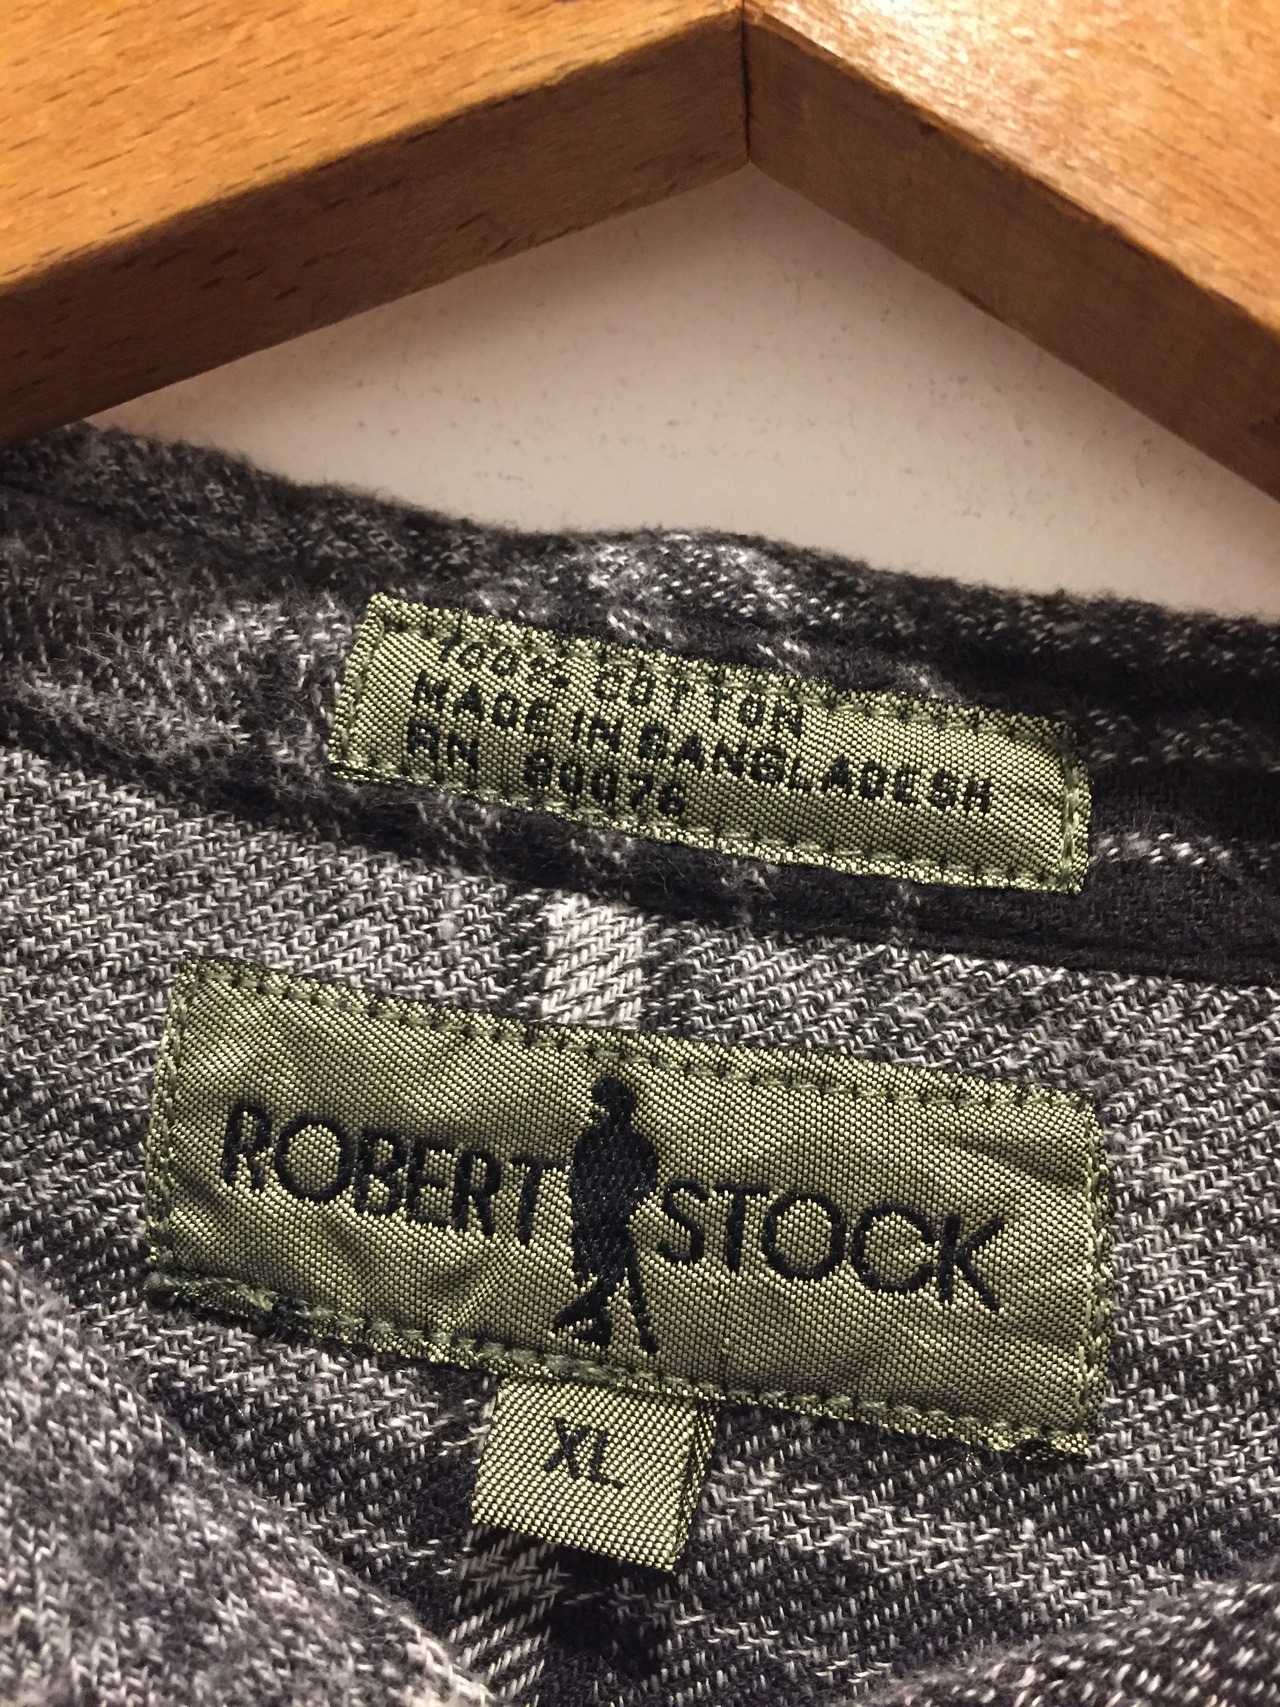 100% COTTON
MADE IN BANGLADESH
RN 90076
ROBERT STOCK
XL